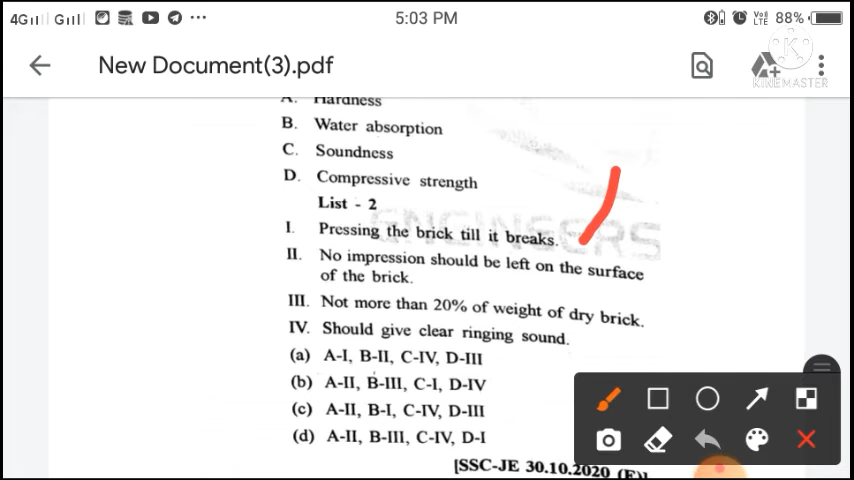 4G G 5:03 PM Vo) LTE 88%
New Document(3).pdf
KINEMASTER
A. Hardness
B. Water absorption
C. Soundness
D. Compressive strength
List - 2
ENGINEERS
I. Pressing the brick till it breaks.
II. No impression should be left on the surface
of the brick.
III. Not more than 20% of weight of dry brick.
IV. Should give clear ringing sound.
(a) A-I, B-II, C-IV, D-III
(b) A-II, B-III, C-I, D-IV
(c) A-II, B-I, C-IV, D-III
(d) A-II, B-III, C-IV, D-I
[SSC-JE 30.10.2020 (E)]